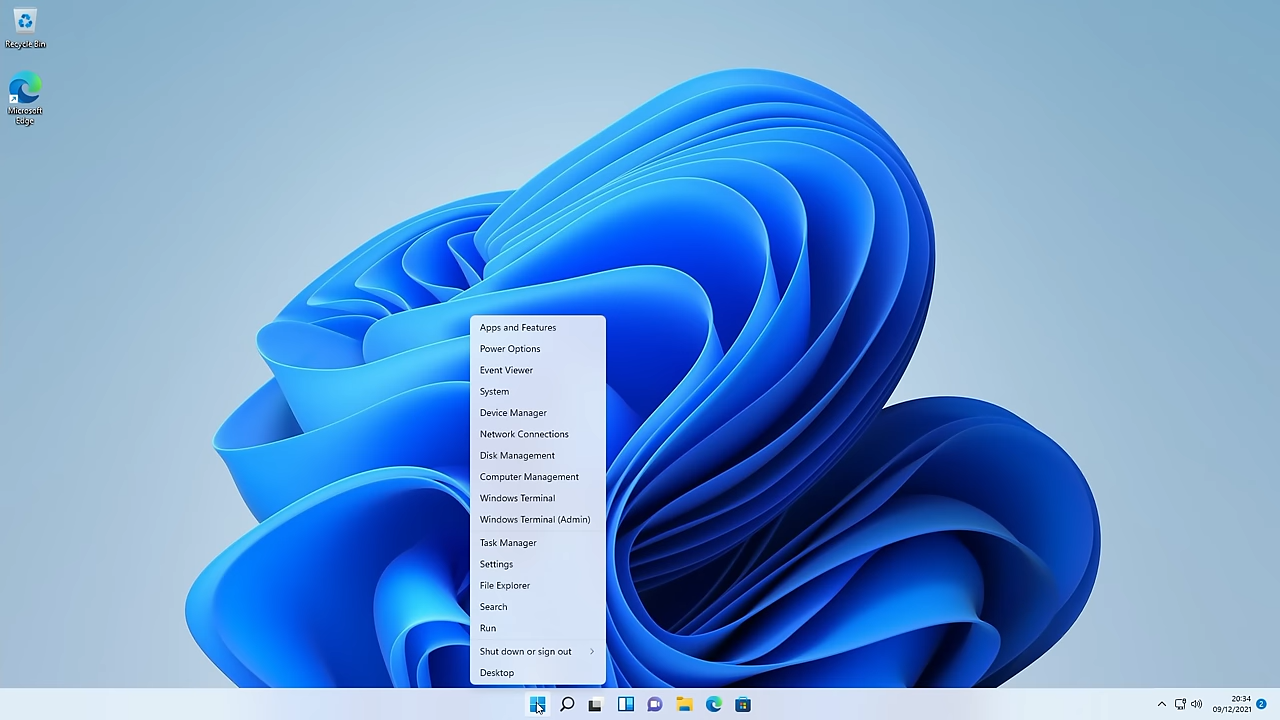 Recycle Bin
Microsoft
Edge
Apps and Features
Power Options
Event Viewer
System
Device Manager
Network Connections
Disk Management
Computer Management
Windows Terminal
Windows Terminal (Admin)
Task Manager
Settings
File Explorer
Search
Run
Shut down or sign out
Desktop
20:34
09/12/2021
2